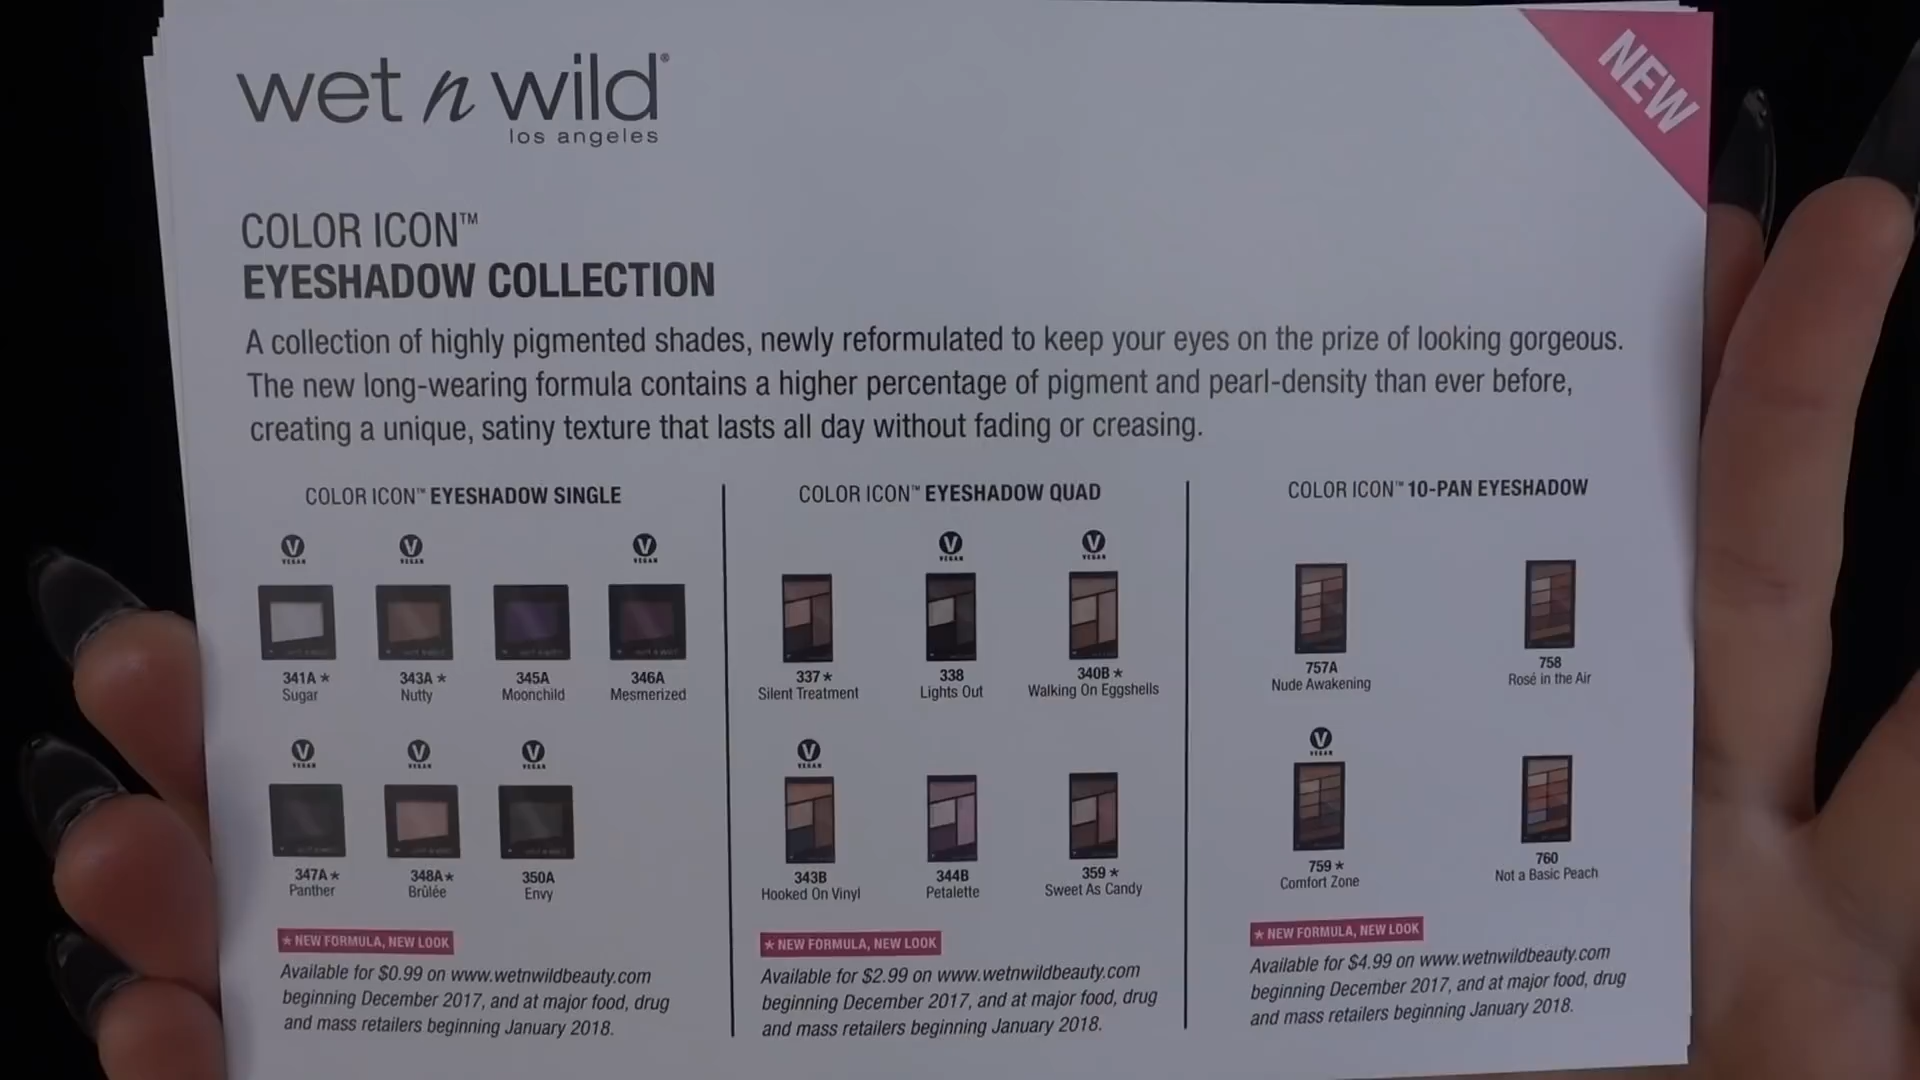 wet n wild®
los angeles
NEW
COLOR ICON™
EYESHADOW COLLECTION
A collection of highly pigmented shades, newly reformulated to keep your eyes on the prize of looking gorgeous.
The new long-wearing formula contains a higher percentage of pigment and pearl-density than ever before,
creating a unique, satiny texture that lasts all day without fading or creasing.
COLOR ICON™ EYESHADOW SINGLE
V V V
VEGAN VEGAN VEGAN
341A * 343A * 345A 346A
Sugar Nutty Moonchild Mesmerized
V V V
VEGAN VEGAN VEGAN
347A * 348A * 350A
Panther Brûlée Envy
* NEW FORMULA, NEW LOOK
Available for $0.99 on www.wetnwildbeauty.com
beginning December 2017, and at major food, drug
and mass retailers beginning January 2018.
COLOR ICON™ EYESHADOW QUAD
V V
VEGAN VEGAN
337 * 338 340B *
Silent Treatment Lights Out Walking On Eggshells
V
VEGAN
343B 344B 359 *
Hooked On Vinyl Petalette Sweet As Candy
* NEW FORMULA, NEW LOOK
Available for $2.99 on www.wetnwildbeauty.com
beginning December 2017, and at major food, drug
and mass retailers beginning January 2018.
COLOR ICON™ 10-PAN EYESHADOW
757A 758
Nude Awakening Rosé in the Air
V
VEGAN
759 * 760
Comfort Zone Not a Basic Peach
* NEW FORMULA, NEW LOOK
Available for $4.99 on www.wetnwildbeauty.com
beginning December 2017, and at major food, drug
and mass retailers beginning January 2018.